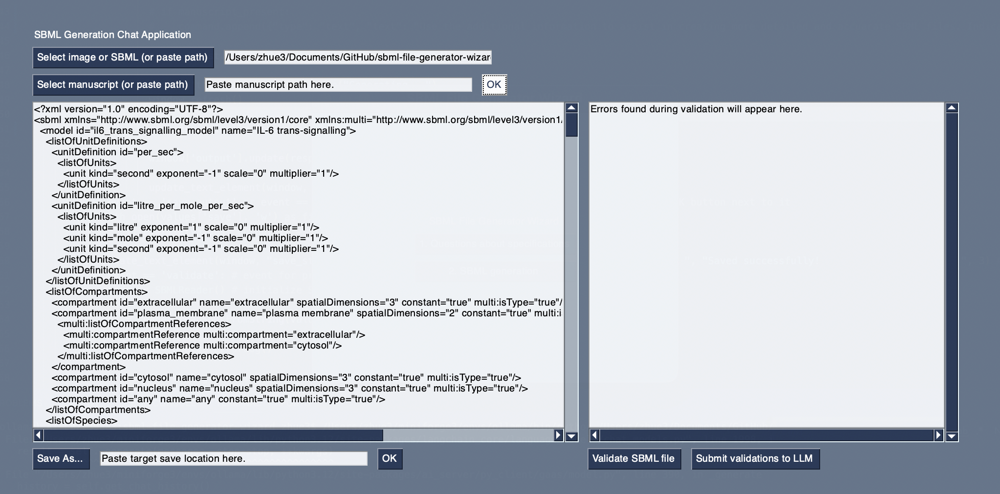 SBML Generation Chat Application
Select image or SBML (or paste path) /Users/zhue3/Documents/GitHub/sbml-file-generator-wizar
Select manuscript (or paste path) Paste manuscript path here. OK
<?xml version="1.0" encoding="UTF-8"?>
<sbml xmlns="http://www.sbml.org/sbml/level3/version1/core" xmlns:multi="http://www.sbml.org/sbml/level3/version1/
<model id="il6_trans_signalling_model" name="IL-6 trans-signalling">
<listOfUnitDefinitions>
<unitDefinition id="per_sec">
<listOfUnits>
<unit kind="second" exponent="-1" scale="0" multiplier="1"/>
</listOfUnits>
</unitDefinition>
<unitDefinition id="litre_per_mole_per_sec">
<listOfUnits>
<unit kind="litre" exponent="1" scale="0" multiplier="1"/>
<unit kind="mole" exponent="-1" scale="0" multiplier="1"/>
<unit kind="second" exponent="-1" scale="0" multiplier="1"/>
</listOfUnits>
</unitDefinition>
</listOfUnitDefinitions>
<listOfCompartments>
<compartment id="extracellular" name="extracellular" spatialDimensions="3" constant="true" multi:isType="true"/
<compartment id="plasma_membrane" name="plasma membrane" spatialDimensions="2" constant="true" multi:i
<multi:listOfCompartmentReferences>
<multi:compartmentReference multi:compartment="extracellular"/>
<multi:compartmentReference multi:compartment="cytosol"/>
</multi:listOfCompartmentReferences>
</compartment>
<compartment id="cytosol" name="cytosol" spatialDimensions="3" constant="true" multi:isType="true"/>
<compartment id="nucleus" name="nucleus" spatialDimensions="3" constant="true" multi:isType="true"/>
<compartment id="any" name="any" constant="true" multi:isType="true"/>
</listOfCompartments>
<listOfSpecies>
Errors found during validation will appear here.
Save As... Paste target save location here. OK
Validate SBML file Submit validations to LLM